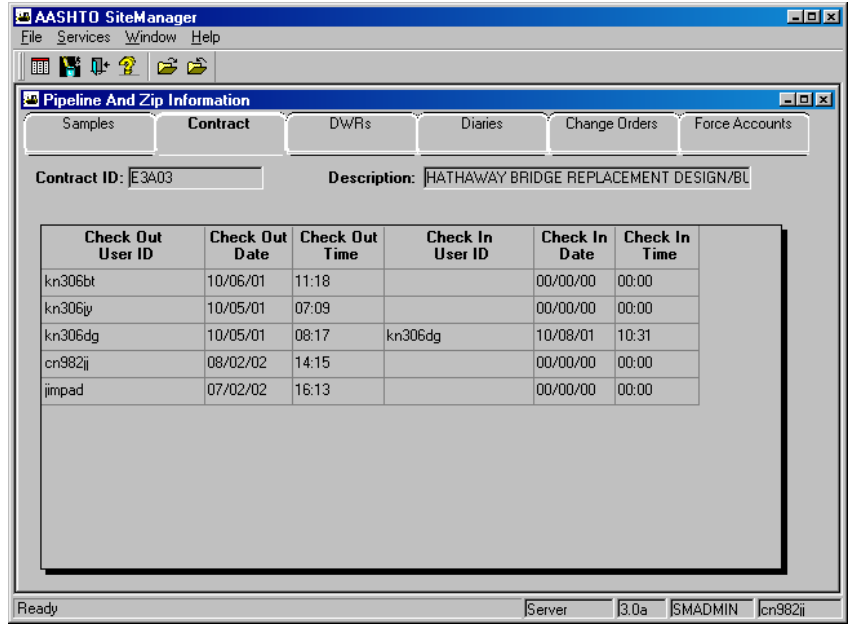 AASHTO SiteManager
File Services Window Help
Pipeline And Zip Information
Samples Contract DWRs Diaries Change Orders Force Accounts
Contract ID: E3A03 Description: HATHAWAY BRIDGE REPLACEMENT DESIGN/BU
Check Out User ID Check Out Date Check Out Time Check In User ID Check In Date Check In Time
kn306bt 10/06/01 11:18 00/00/00 00:00
kn306jy 10/05/01 07:09 00/00/00 00:00
kn306dg 10/05/01 08:17 kn306dg 10/08/01 10:31
cn982jj 08/02/02 14:15 00/00/00 00:00
jimpad 07/02/02 16:13 00/00/00 00:00
Ready Server 3.0a SMADMIN cn982jj